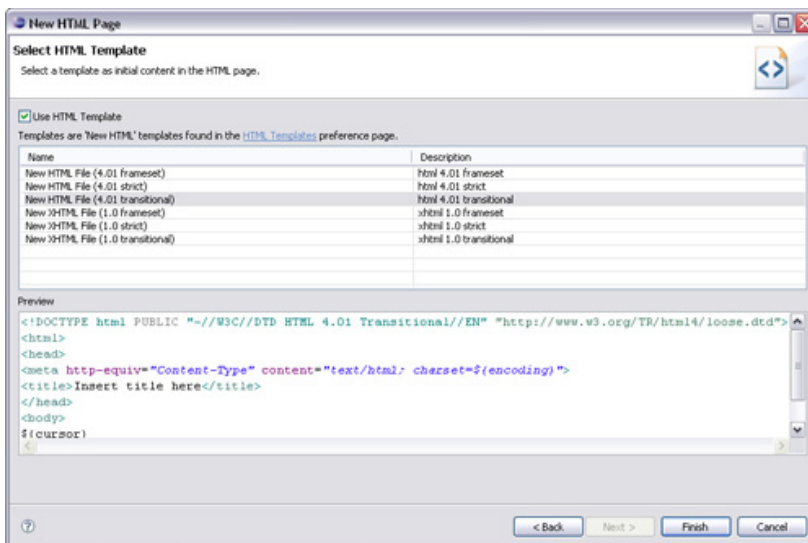 New HTML Page
Select HTML Template
Select a template as initial content in the HTML page.
Use HTML Template
Templates are 'New HTML' templates found in the HTML Templates preference page.
Name Description
New HTML File (4.01 frameset) html 4.01 frameset
New HTML File (4.01 strict) html 4.01 strict
New HTML File (4.01 transitional) html 4.01 transitional
New XHTML File (1.0 frameset) xhtml 1.0 frameset
New XHTML File (1.0 strict) xhtml 1.0 strict
New XHTML File (1.0 transitional) xhtml 1.0 transitional
Preview
<!DOCTYPE html PUBLIC "-//W3C//DTD HTML 4.01 Transitional//EN" "http://www.w3.org/TR/html4/loose.dtd">
<html>
<head>
<meta http-equiv="Content-Type" content="text/html; charset=${encoding}">
<title>Insert title here</title>
</head>
<body>
${cursor}
< Back Next > Finish Cancel